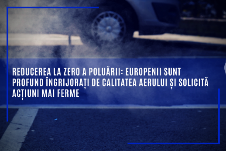 REDUCEREA LA ZERO A POLUĂRII: EUROPENII SUNT
PROFUND ÎNGRIJORAȚI DE CALITATEA AERULUI ȘI SOLICITĂ
ACȚIUNI MAI FERME